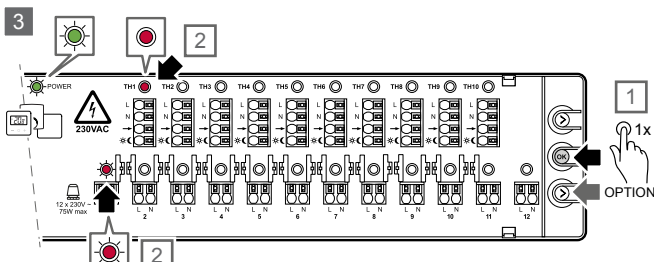 3
2
POWER
TH1 TH2 TH3 TH4 TH5 TH6 TH7 TH8 TH9 TH10
L L L L L L L L L L
N N N N N N N N N N
230VAC
1
1x
OK
OPTION
12 x 230V ~
75W max
L N L N L N L N L N L N L N L N L N L N L N
2 3 4 5 6 7 8 9 10 11 12
2